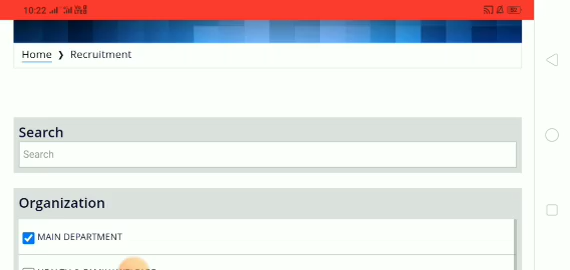 10:22
Home ❯ Recruitment
Search
Search
Organization
MAIN DEPARTMENT